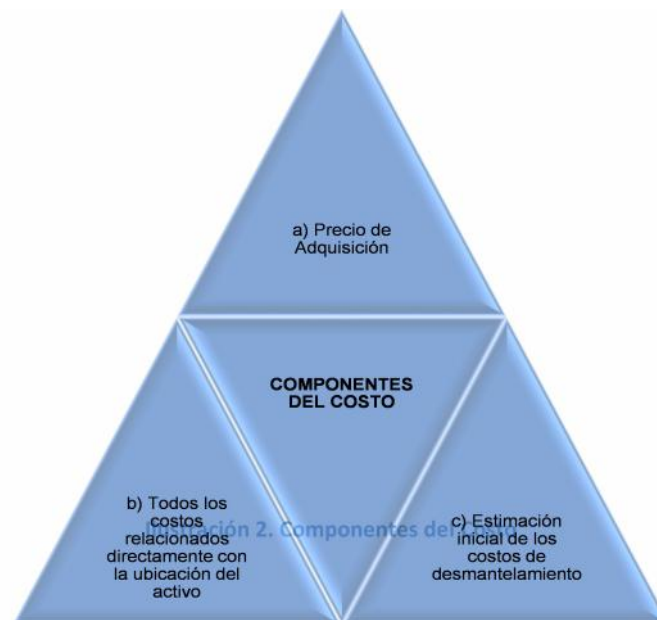 a) Precio de
Adquisición
COMPONENTES
DEL COSTO
b) Todos los
costos
relacionados
directamente con
la ubicación del
activo
c) Estimación
inicial de los
costos de
desmantelamiento
Ilustración 2. Componentes del Costo